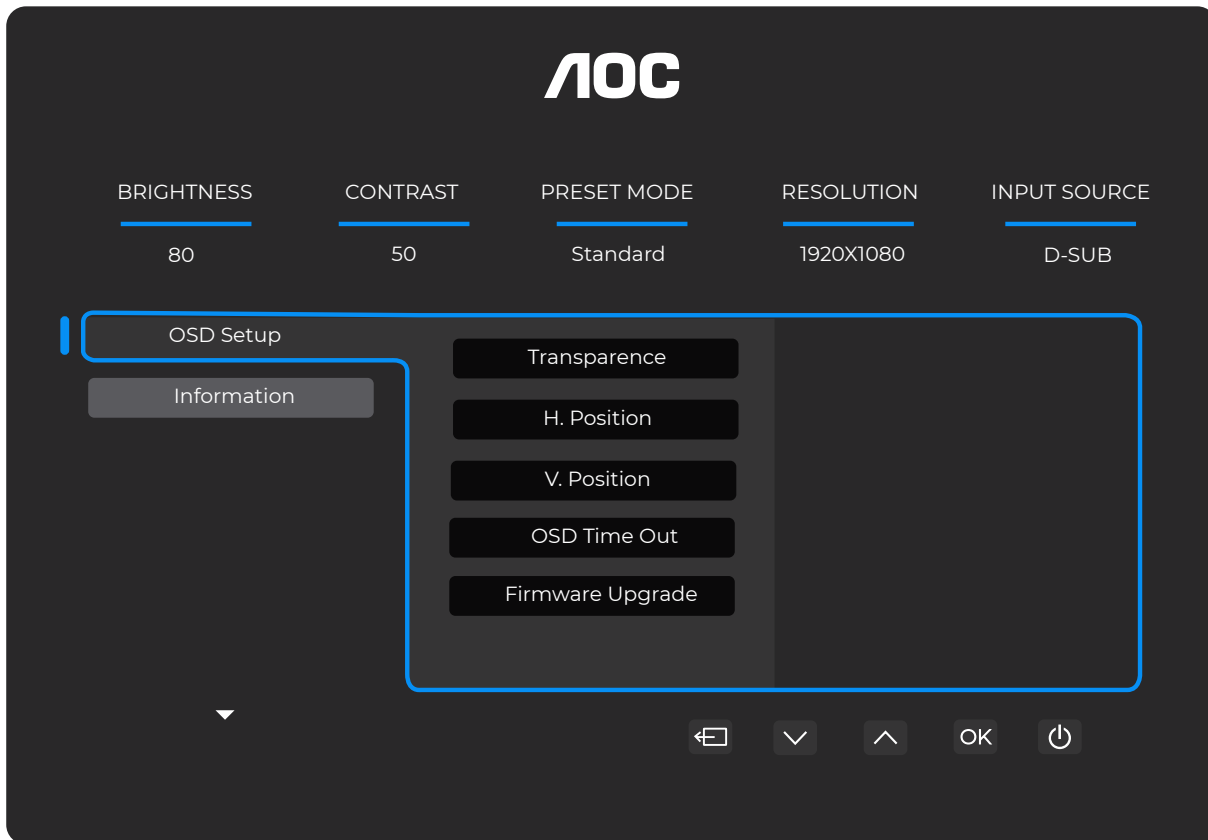 AOC
BRIGHTNESS CONTRAST PRESET MODE RESOLUTION INPUT SOURCE
80 50 Standard 1920X1080 D-SUB
OSD Setup
Information
Transparence
H. Position
V. Position
OSD Time Out
Firmware Upgrade
OK